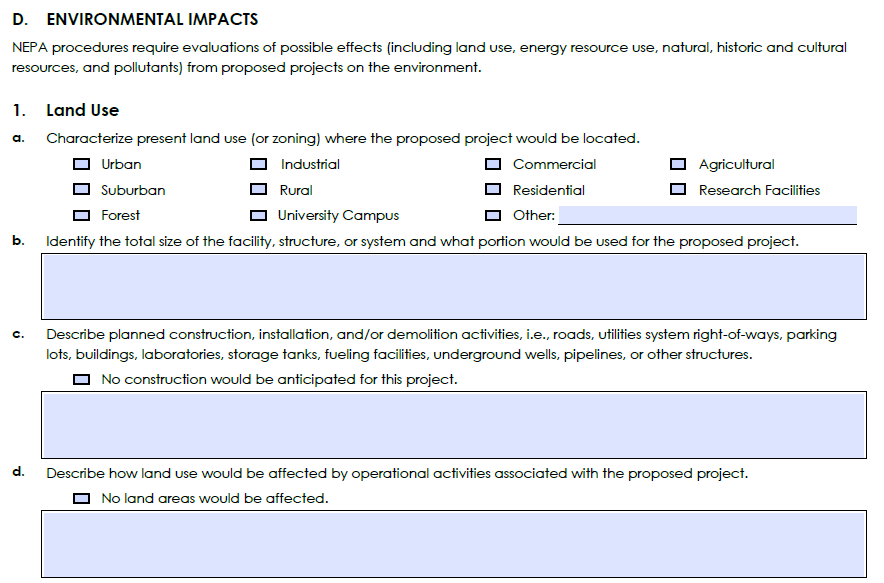 D. ENVIRONMENTAL IMPACTS
NEPA procedures require evaluations of possible effects (including land use, energy resource use, natural, historic and cultural
resources, and pollutants) from proposed projects on the environment.
1. Land Use
a. Characterize present land use (or zoning) where the proposed project would be located.
Urban Industrial Commercial Agricultural
Suburban Rural Residential Research Facilities
Forest University Campus Other:
b. Identify the total size of the facility, structure, or system and what portion would be used for the proposed project.
c. Describe planned construction, installation, and/or demolition activities, i.e., roads, utilities system right-of-ways, parking
lots, buildings, laboratories, storage tanks, fueling facilities, underground wells, pipelines, or other structures.
No construction would be anticipated for this project.
d. Describe how land use would be affected by operational activities associated with the proposed project.
No land areas would be affected.